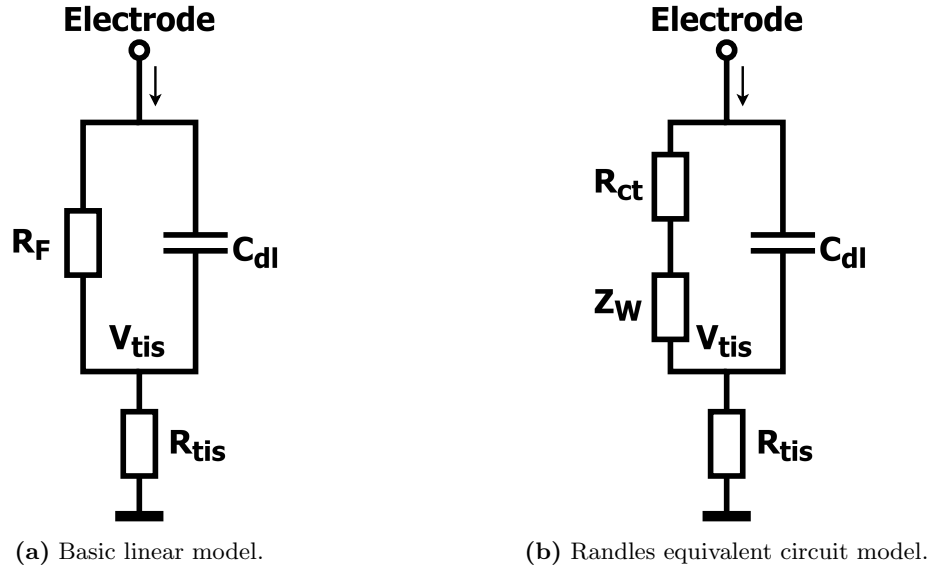 Electrode
R_F
C_dl
V_tis
R_tis
(a) Basic linear model.
Electrode
R_ct
Z_W
C_dl
V_tis
R_tis
(b) Randles equivalent circuit model.